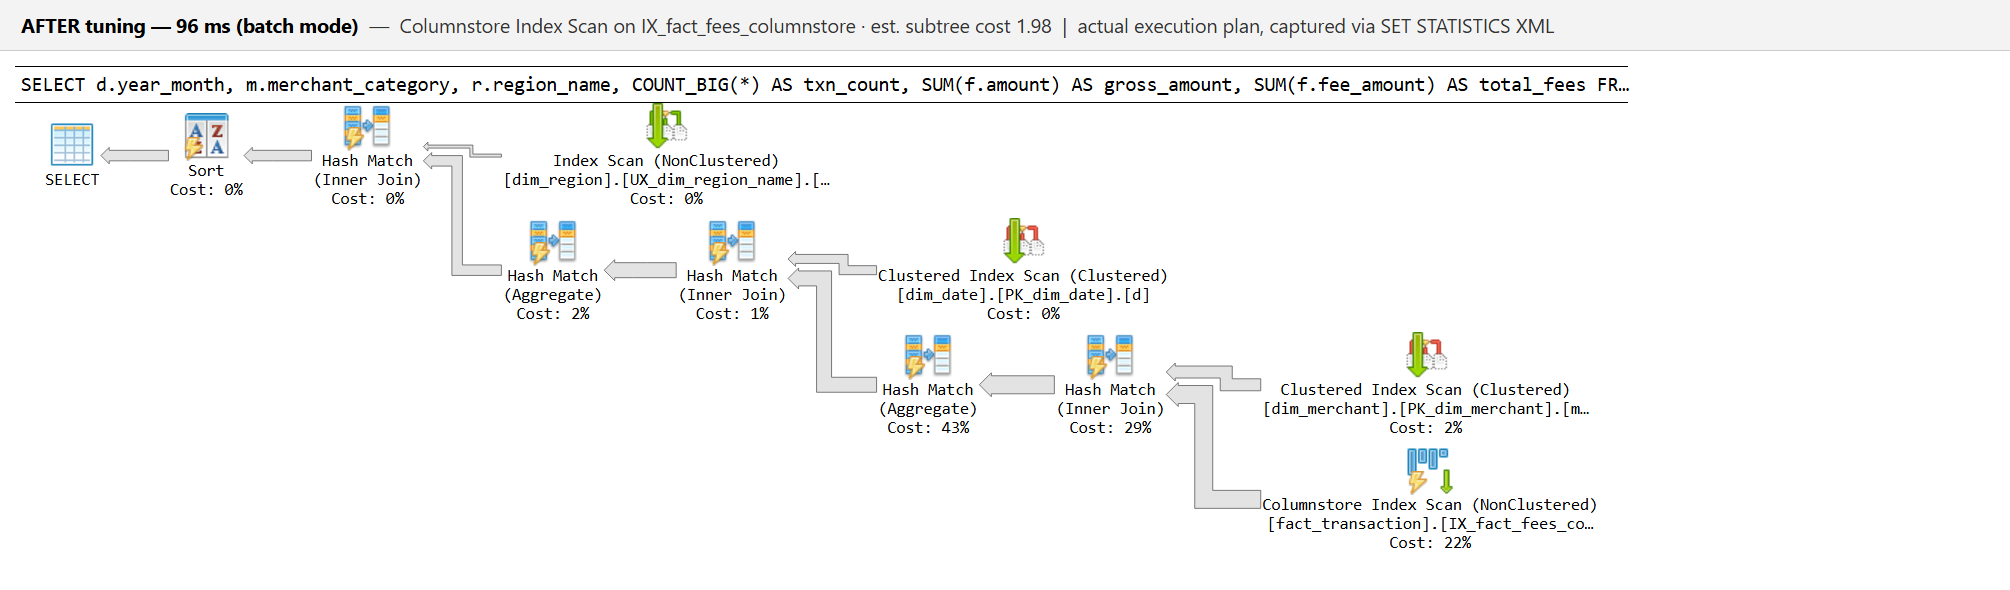 AFTER tuning — 96 ms (batch mode) — Columnstore Index Scan on IX_fact_fees_columnstore · est. subtree cost 1.98 | actual execution plan, captured via SET STATISTICS XML
SELECT d.year_month, m.merchant_category, r.region_name, COUNT_BIG(*) AS txn_count, SUM(f.amount) AS gross_amount, SUM(f.fee_amount) AS total_fees FR…
SELECT
Sort
Cost: 0%
Hash Match
(Inner Join)
Cost: 0%
Index Scan (NonClustered)
[dim_region].[UX_dim_region_name].[…
Cost: 0%
Hash Match
(Aggregate)
Cost: 2%
Hash Match
(Inner Join)
Cost: 1%
Clustered Index Scan (Clustered)
[dim_date].[PK_dim_date].[d]
Cost: 0%
Hash Match
(Aggregate)
Cost: 43%
Hash Match
(Inner Join)
Cost: 29%
Clustered Index Scan (Clustered)
[dim_merchant].[PK_dim_merchant].[m…
Cost: 2%
Columnstore Index Scan (NonClustered)
[fact_transaction].[IX_fact_fees_co…
Cost: 22%